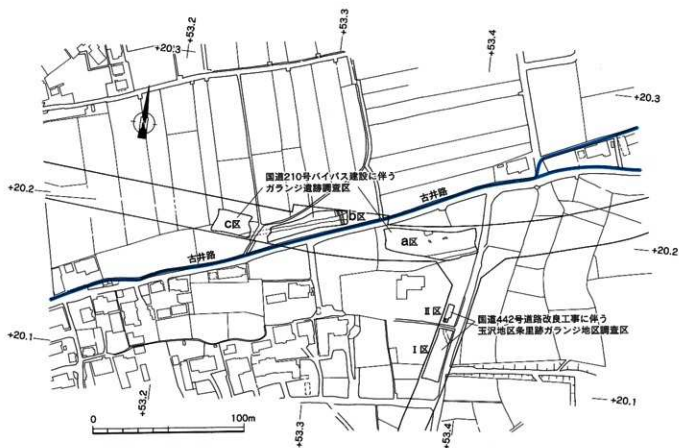 +53.2
+53.3
+20.3
+53.4
+20.3
N
国道210号バイパス建設に伴う
ガランジ遺跡調査区
+20.2
c区
b区
古井路
a区
+20.2
古井路
Ⅱ区
国道442号道路改良工事に伴う
玉沢地区条里跡ガランジ地区調査区
+20.1
Ⅰ区
+53.2
0
100m
+53.3
+53.4
+20.1